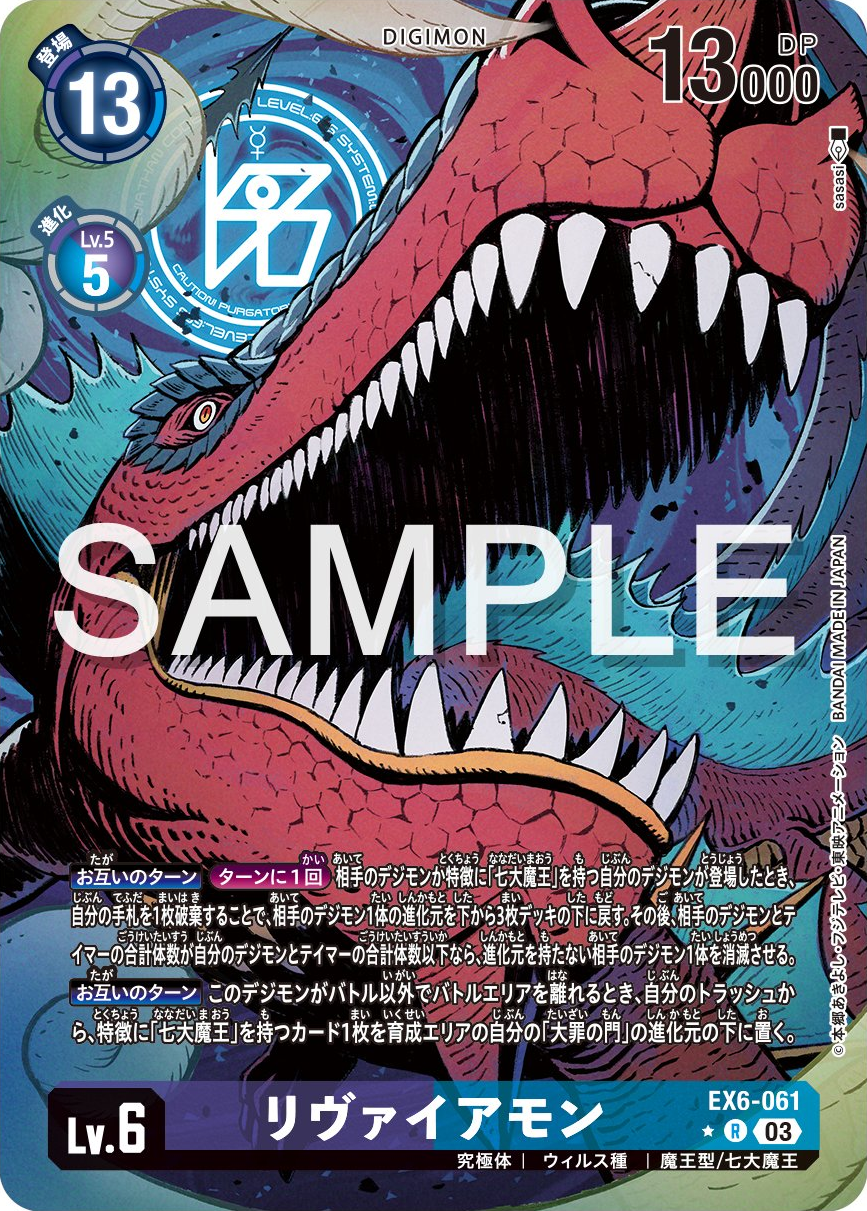 DIGIMON
登場
13
13000
DP
進化
Lv.5
5
LEVEL:6
SYSTEM:
CAUTION! PURGATOR
sasasi
SAMPLE
お互いのターン ターンに1回 相手のデジモンか特徴に「七大魔王」を持つ自分のデジモンが登場したとき、
自分の手札を1枚破棄することで、相手のデジモン1体の進化元を下から3枚デッキの下に戻す。その後、相手のデジモンとテ
イマーの合計体数が自分のデジモンとテイマーの合計体数以下なら、進化元を持たない相手のデジモン1体を消滅させる。
お互いのターン このデジモンがバトル以外でバトルエリアを離れるとき、自分のトラッシュか
ら、特徴に「七大魔王」を持つカード1枚を育成エリアの自分の「大罪の門」の進化元の下に置く。
©本郷あきよし・フジテレビ・東映アニメーション BANDAI MADE IN JAPAN
Lv.6
リヴァイアモン
EX6-061
R 03
究極体 | ウィルス種 | 魔王型/七大魔王